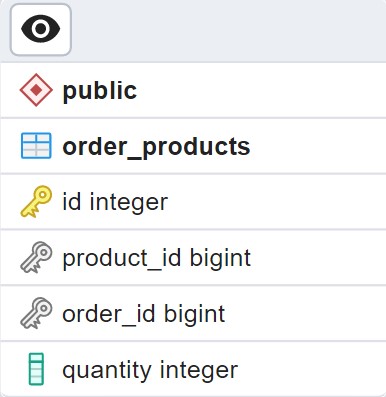 public
order_products
id integer
product_id bigint
order_id bigint
quantity integer